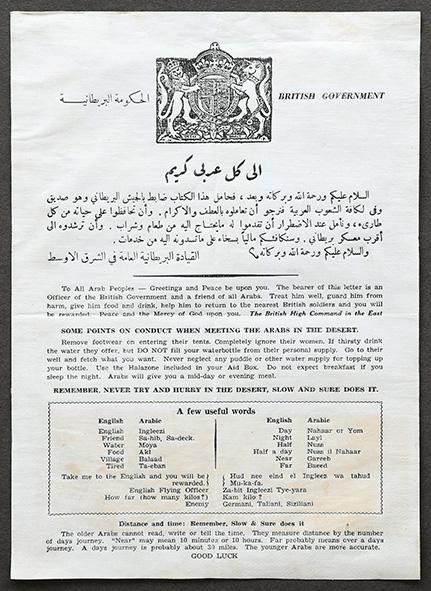 الحكومة البريطانية
BRITISH GOVERNMENT
الى كل عربي كريم
السلام عليكم ورحمة الله وبركاته وبعد ، فحامل هذا الكتاب ضابط بالجيش البريطاني وهو صديق
وفى لكافة الشعوب العربية فنرجو أن تعاملوه بالعطف والاكرام . وأن تحافظوا على حياته من كل
طارىء ، ونأمل عند الاضطرار أن تقدموا له مايحتاج اليه من طعام وشراب . وأن ترشدوه الى
أقرب معسكر بريطاني . وسنكافئكم مالياً بسخاء على ماتسدونه اليه من خدمات .
والسلام عليكم ورحمة الله وبركاته
القيادة البريطانية العامة في الشرق الأوسط
To All Arab Peoples — Greetings and Peace be upon you. The bearer of this letter is an
Officer of the British Government and a friend of all Arabs. Treat him well, guard him from
harm, give him food and drink, help him to return to the nearest British soldiers and you will
be rewarded. Peace and the Mercy of God upon you. The British High Command in the East
SOME POINTS ON CONDUCT WHEN MEETING THE ARABS IN THE DESERT.
Remove footwear on entering their tents. Completely ignore their women. If thirsty drink
the water they offer, but DO NOT fill your waterbottle from their personal supply. Go to their
well and fetch what you want. Never neglect any puddle or other water supply for topping up
your bottle. Use the Halazone included in your Aid Box. Do not expect breakfast if you
sleep the night. Arabs will give you a mid-day or evening meal.
REMEMBER, NEVER TRY AND HURRY IN THE DESERT, SLOW AND SURE DOES IT.
A few useful words
English Arabic English Arabic
English Ingleezi Day Nahaar or Yom
Friend Sa-hib, Sa-deek. Night Layl
Water Moya Half Nuss
Food Akl Half a day Nuss il Nahaar
Village Balaad Near Gareeb
Tired Ta-eban Far Baeed
Take me to the English and you will be } Hud nee eind el Ingleez wa tahud
rewarded. } Mu-ka-fa.
English Flying Officer Za-bit Ingleezi Tye-yara
How far (how many kilos?) Kam kilo ?
Enemy Germani, Taliani, Siziliani
Distance and time: Remember, Slow & Sure does it
The older Arabs cannot read, write or tell the time. They measure distance by the number
of days journey. "Near" may mean 10 minutes or 10 hours. Far probably means over a days
journey. A days journey is probably about 30 miles. The younger Arabs are more accurate.
GOOD LUCK